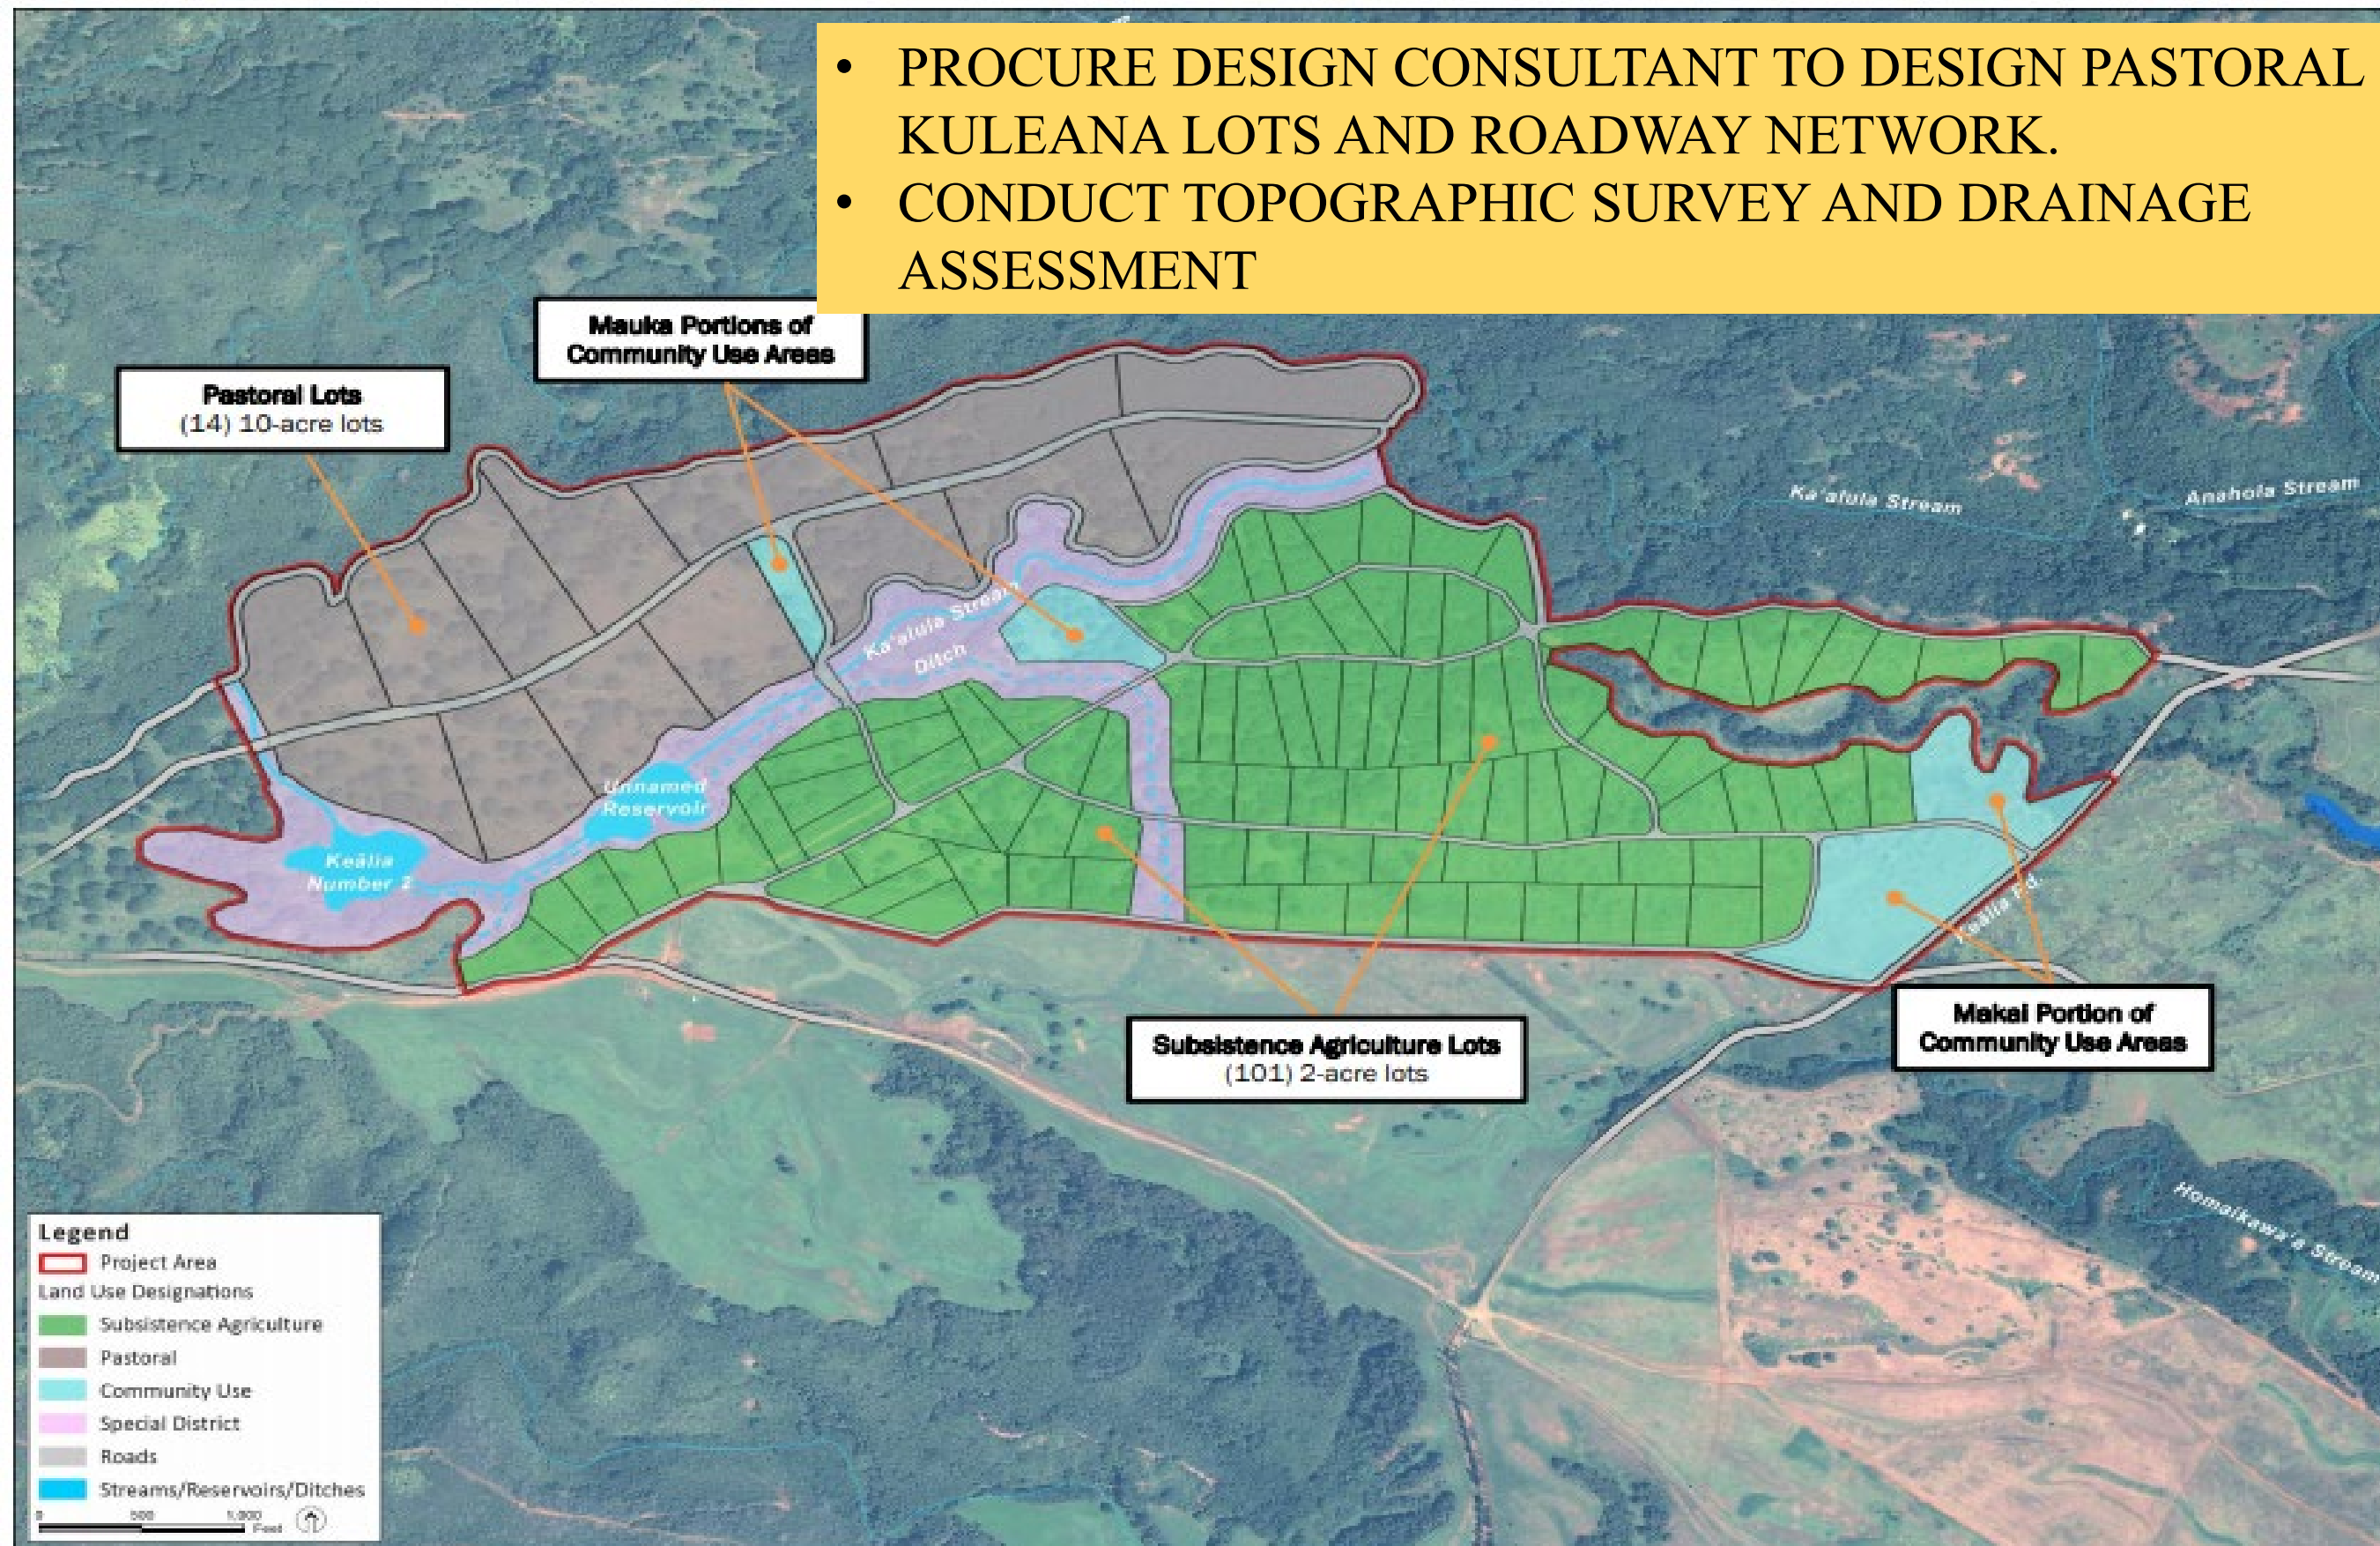 • PROCURE DESIGN CONSULTANT TO DESIGN PASTORAL
KULEANA LOTS AND ROADWAY NETWORK.
• CONDUCT TOPOGRAPHIC SURVEY AND DRAINAGE
ASSESSMENT
Mauka Portions of
Community Use Areas
Pastoral Lots
(14) 10-acre lots
Ka'alula Stream
Anahola Stream
Ka'alula Stream
Ditch
Unnamed
Reservoir
Keālia
Number 2
Keālia Rd.
Subsistence Agriculture Lots
(101) 2-acre lots
Makai Portion of
Community Use Areas
Homaikawa'a Stream
Legend
Project Area
Land Use Designations
Subsistence Agriculture
Pastoral
Community Use
Special District
Roads
Streams/Reservoirs/Ditches
0 500 1,000
Feet